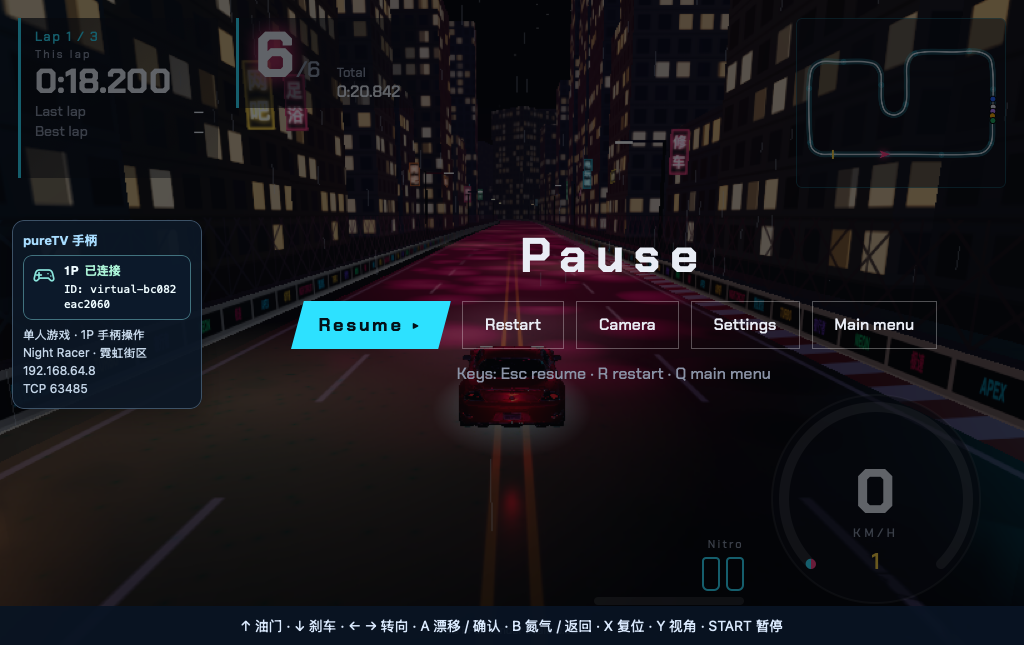 Lap 1 / 3
This lap
0:18.200
Last lap –
Best lap –
6/6
Total
0:20.842
吧
足浴
停车
pureTV 手柄
1P 已连接
ID: virtual-bc082
eac2060
单人游戏 · 1P 手柄操作
Night Racer · 霓虹街区
192.168.64.8
TCP 63485
Pause
Resume ▸
Restart
Camera
Settings
Main menu
Keys: Esc resume · R restart · Q main menu
APEX
0
KM/H
1
Nitro
↑ 油门 · ↓ 刹车 · ← → 转向 · A 漂移 / 确认 · B 氮气 / 返回 · X 复位 · Y 视角 · START 暂停